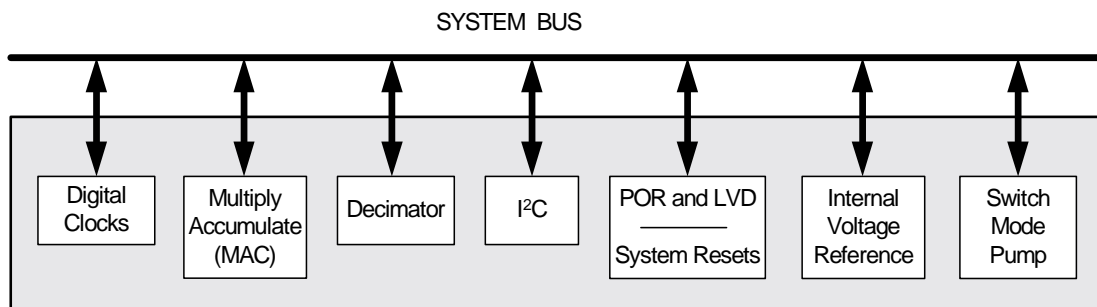 SYSTEM BUS
Digital
Clocks
Multiply
Accumulate
(MAC)
Decimator
I²C
POR and LVD
System Resets
Internal
Voltage
Reference
Switch
Mode
Pump